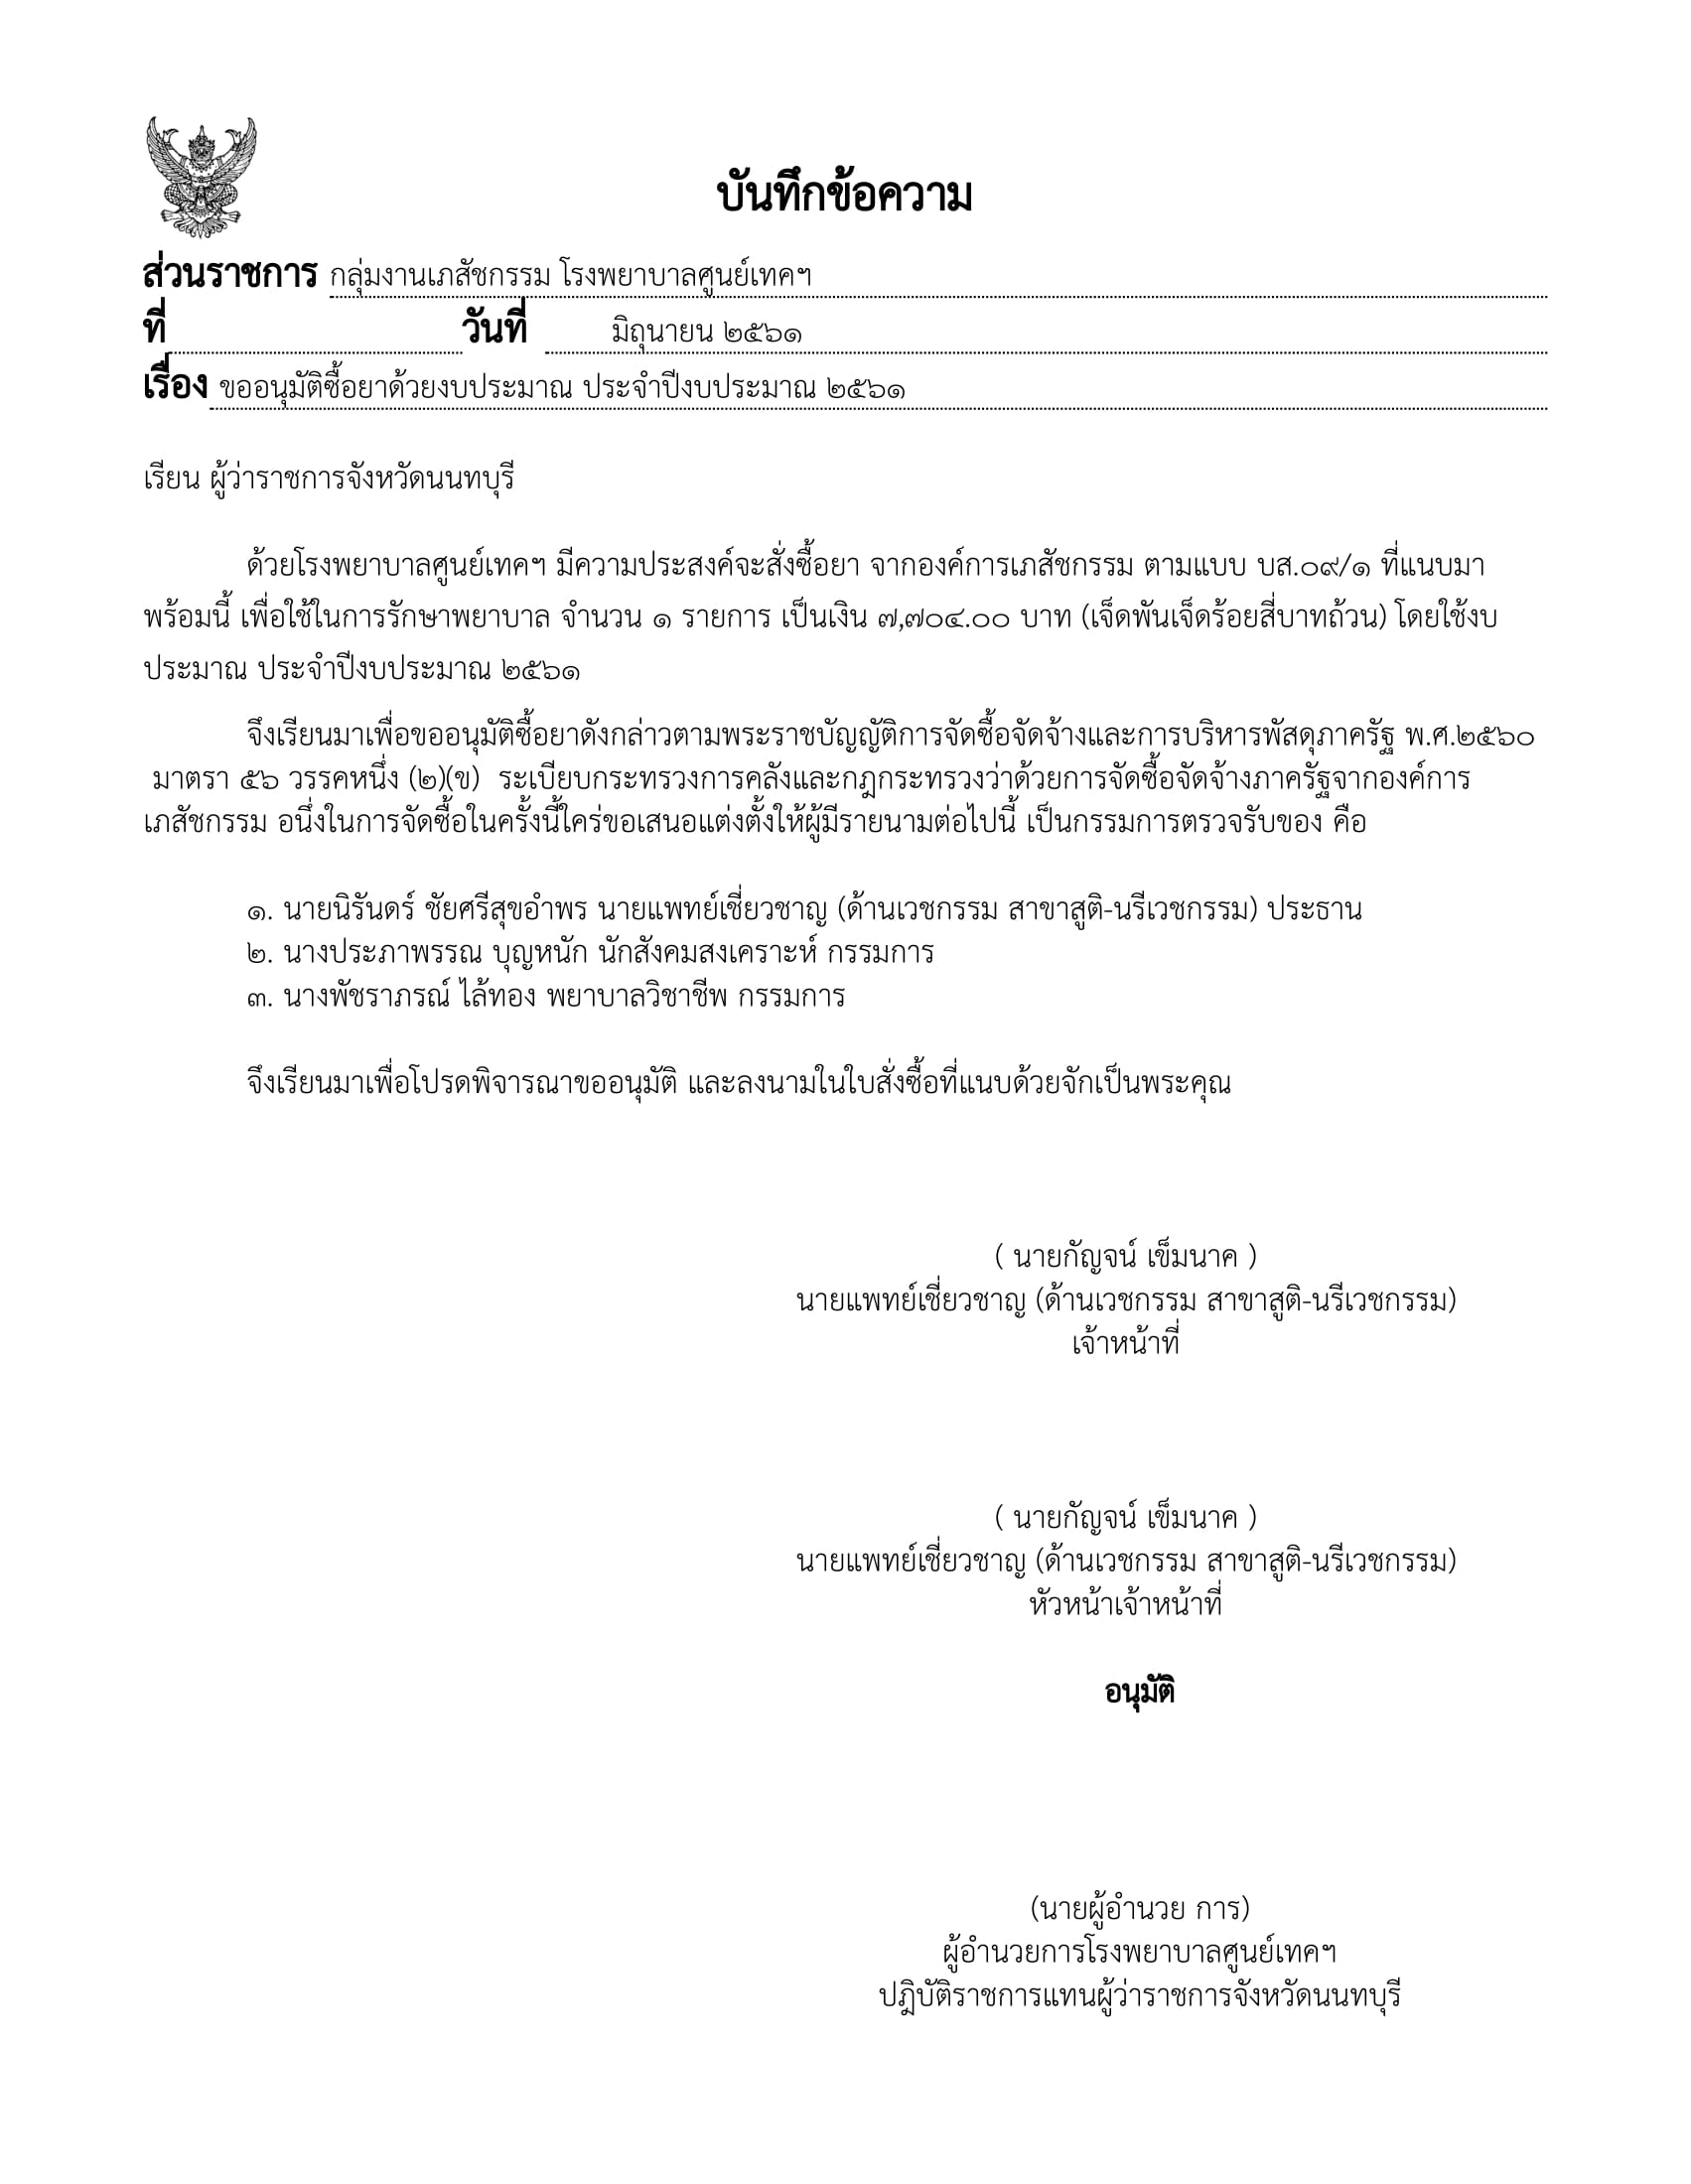 บันทึกข้อความ
ส่วนราชการ กลุ่มงานเภสัชกรรม โรงพยาบาลศูนย์เทคฯ
ที่ วันที่ มิถุนายน ๒๕๖๑
เรื่อง ขออนุมัติซื้อยาด้วยงบประมาณ ประจำปีงบประมาณ ๒๕๖๑
เรียน ผู้ว่าราชการจังหวัดนนทบุรี
ด้วยโรงพยาบาลศูนย์เทคฯ มีความประสงค์จะสั่งซื้อยา จากองค์การเภสัชกรรม ตามแบบ บส.๐๙/๑ ที่แนบมา
พร้อมนี้ เพื่อใช้ในการรักษาพยาบาล จำนวน ๑ รายการ เป็นเงิน ๗,๗๐๔.๐๐ บาท (เจ็ดพันเจ็ดร้อยสี่บาทถ้วน) โดยใช้งบ
ประมาณ ประจำปีงบประมาณ ๒๕๖๑
จึงเรียนมาเพื่อขออนุมัติซื้อยาดังกล่าวตามพระราชบัญญัติการจัดซื้อจัดจ้างและการบริหารพัสดุภาครัฐ พ.ศ.๒๕๖๐
มาตรา ๕๖ วรรคหนึ่ง (๒)(ข) ระเบียบกระทรวงการคลังและกฎกระทรวงว่าด้วยการจัดซื้อจัดจ้างภาครัฐจากองค์การ
เภสัชกรรม อนึ่งในการจัดซื้อในครั้งนี้ใคร่ขอเสนอแต่งตั้งให้ผู้มีรายนามต่อไปนี้ เป็นกรรมการตรวจรับของ คือ
๑. นายนิรันดร์ ชัยศรีสุขอำพร นายแพทย์เชี่ยวชาญ (ด้านเวชกรรม สาขาสูติ-นรีเวชกรรม) ประธาน
๒. นางประภาพรรณ บุญหนัก นักสังคมสงเคราะห์ กรรมการ
๓. นางพัชราภรณ์ ไล้ทอง พยาบาลวิชาชีพ กรรมการ
จึงเรียนมาเพื่อโปรดพิจารณาขออนุมัติ และลงนามในใบสั่งซื้อที่แนบด้วยจักเป็นพระคุณ
( นายกัญจน์ เข็มนาค )
นายแพทย์เชี่ยวชาญ (ด้านเวชกรรม สาขาสูติ-นรีเวชกรรม)
เจ้าหน้าที่
( นายกัญจน์ เข็มนาค )
นายแพทย์เชี่ยวชาญ (ด้านเวชกรรม สาขาสูติ-นรีเวชกรรม)
หัวหน้าเจ้าหน้าที่
อนุมัติ
(นายผู้อำนวย การ)
ผู้อำนวยการโรงพยาบาลศูนย์เทคฯ
ปฎิบัติราชการแทนผู้ว่าราชการจังหวัดนนทบุรี